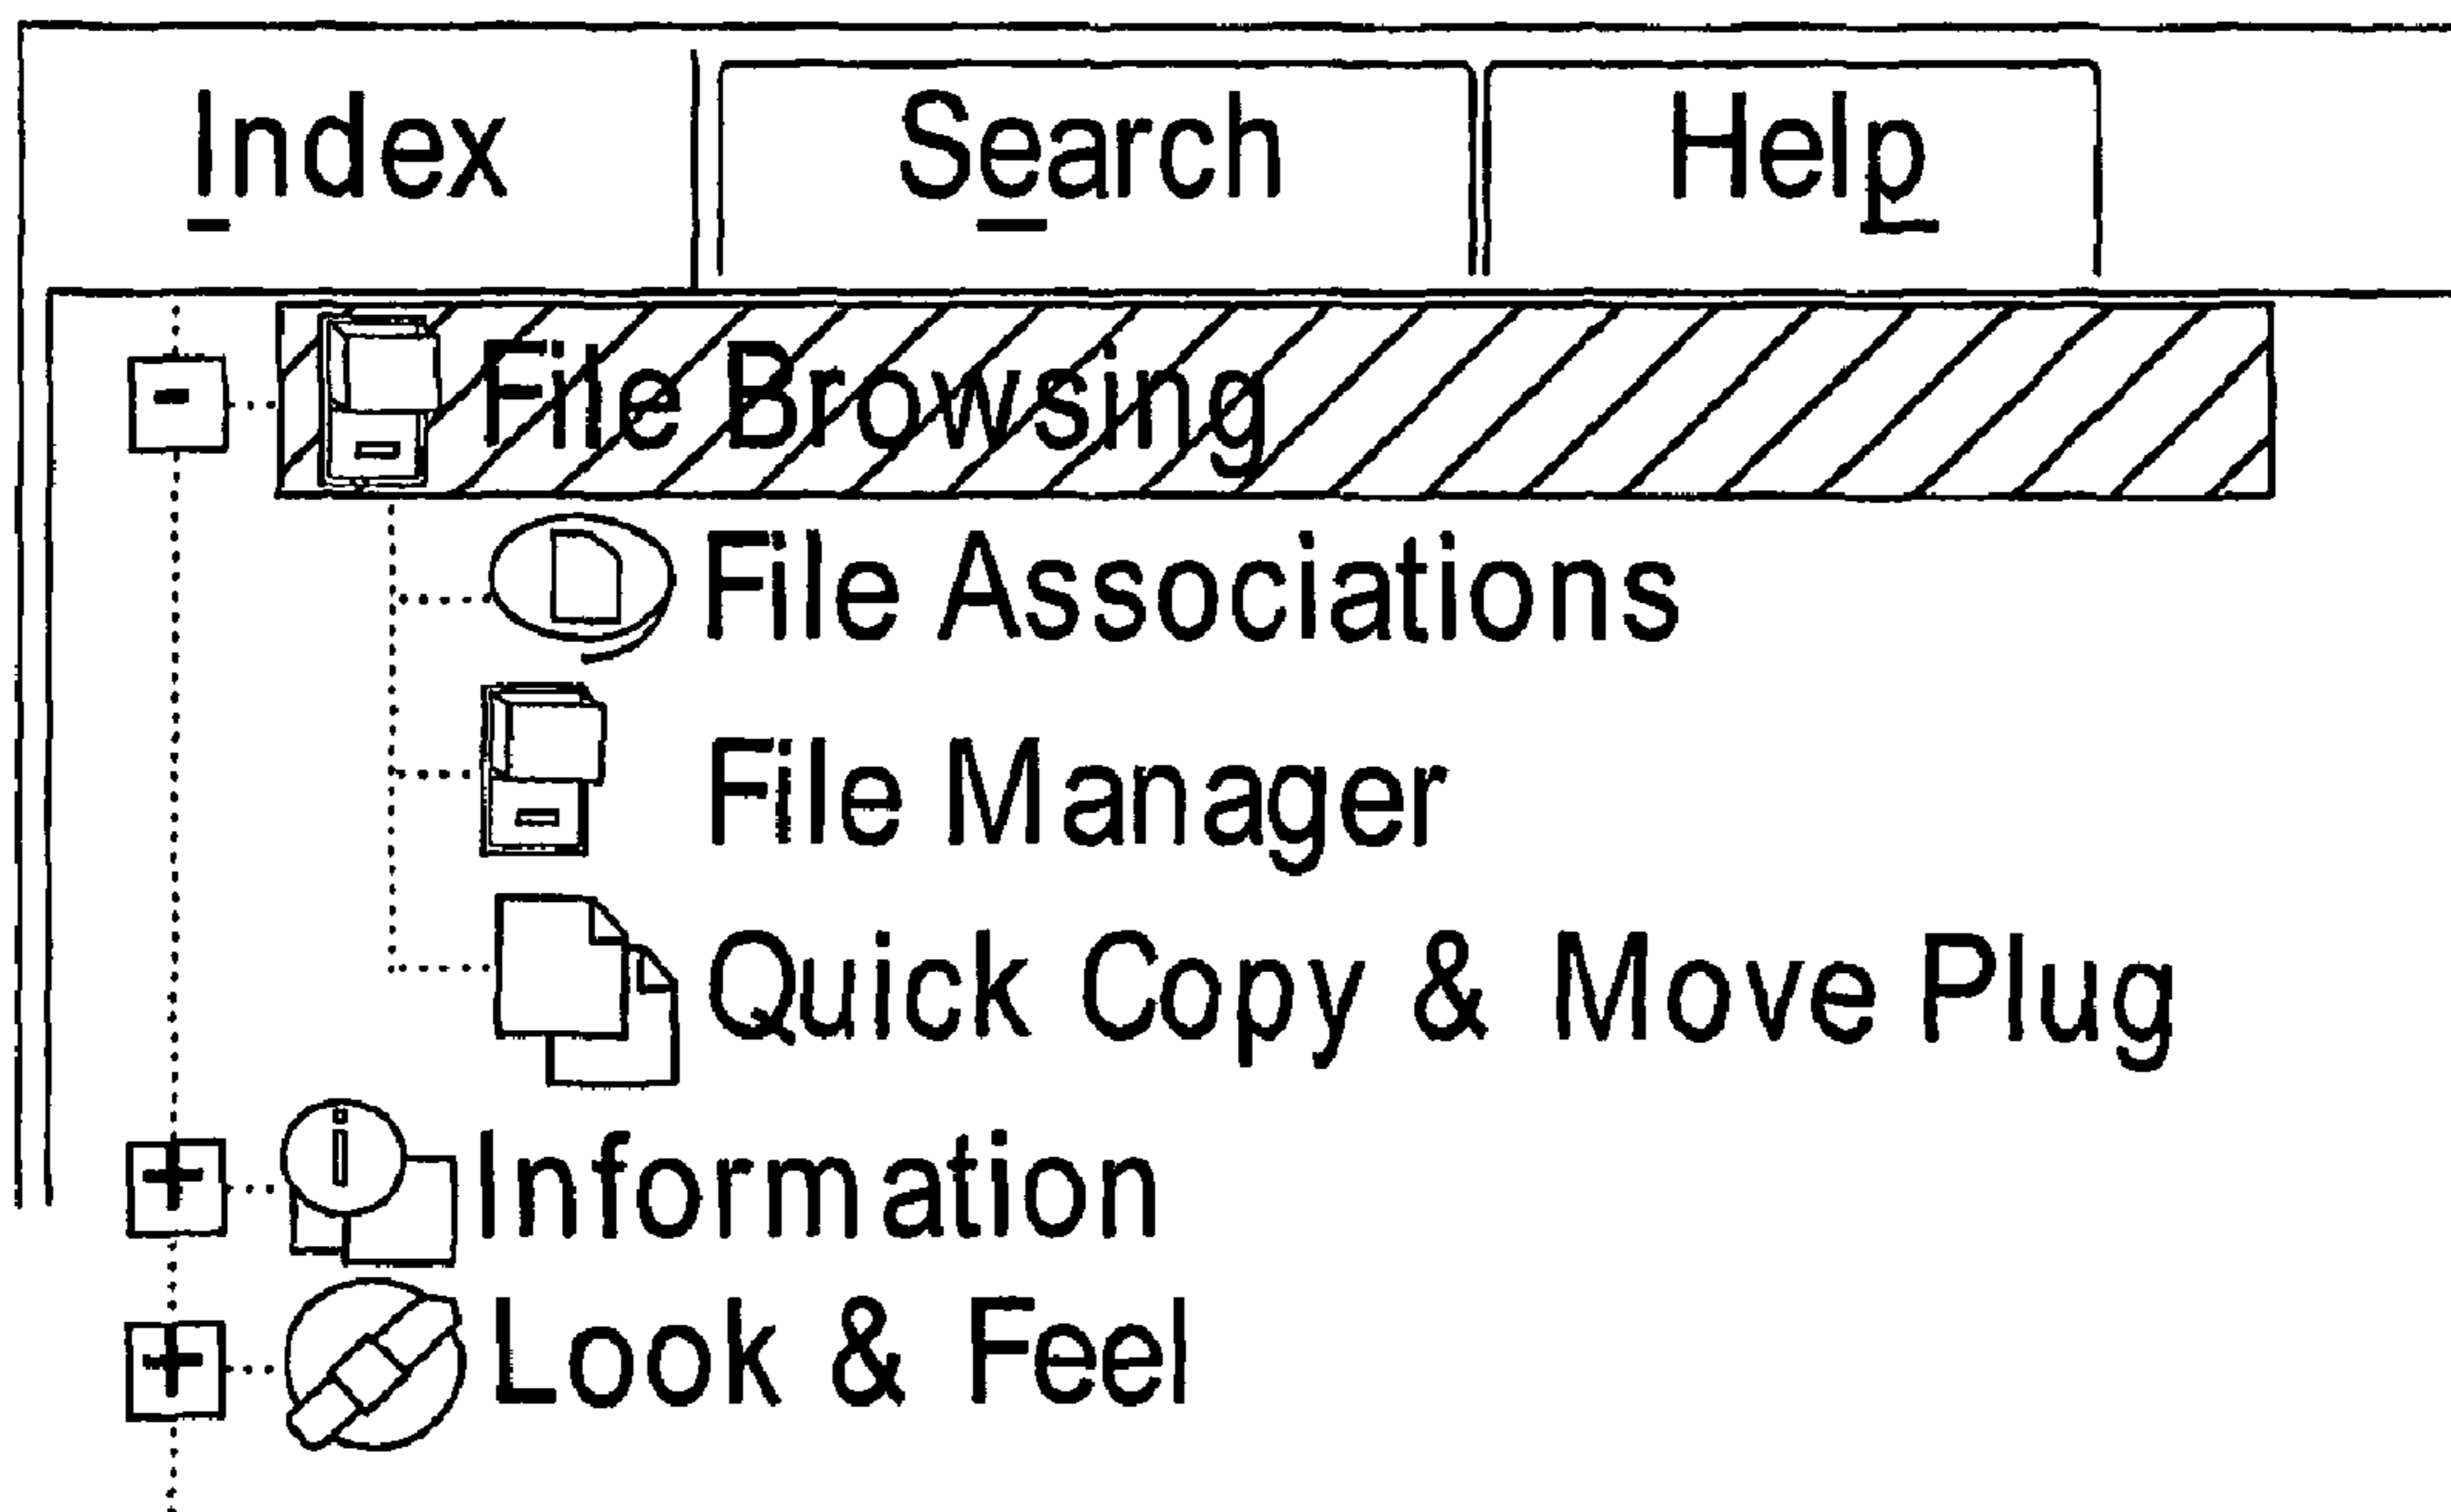 Index Search Help
File Browsing
File Associations
File Manager
Quick Copy & Move Plug
Information
Look & Feel